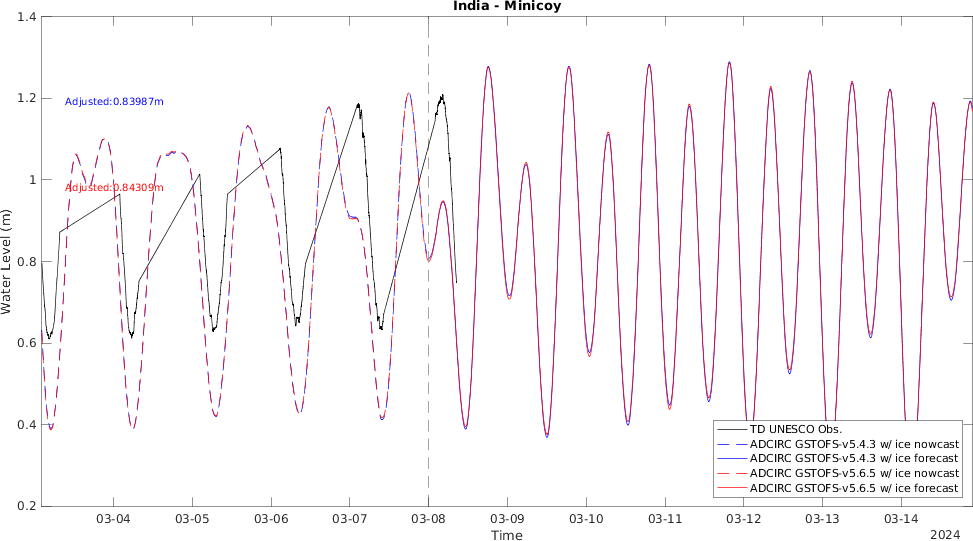 India - Minicoy
Water Level (m)
1.4
1.2
1
0.8
0.6
0.4
0.2
Adjusted:0.83987m
Adjusted:0.84309m
TD UNESCO Obs.
ADCIRC GSTOFS-v5.4.3 w/ ice nowcast
ADCIRC GSTOFS-v5.4.3 w/ ice forecast
ADCIRC GSTOFS-v5.6.5 w/ ice nowcast
ADCIRC GSTOFS-v5.6.5 w/ ice forecast
03-04 03-05 03-06 03-07 03-08 03-09 03-10 03-11 03-12 03-13 03-14
Time
2024